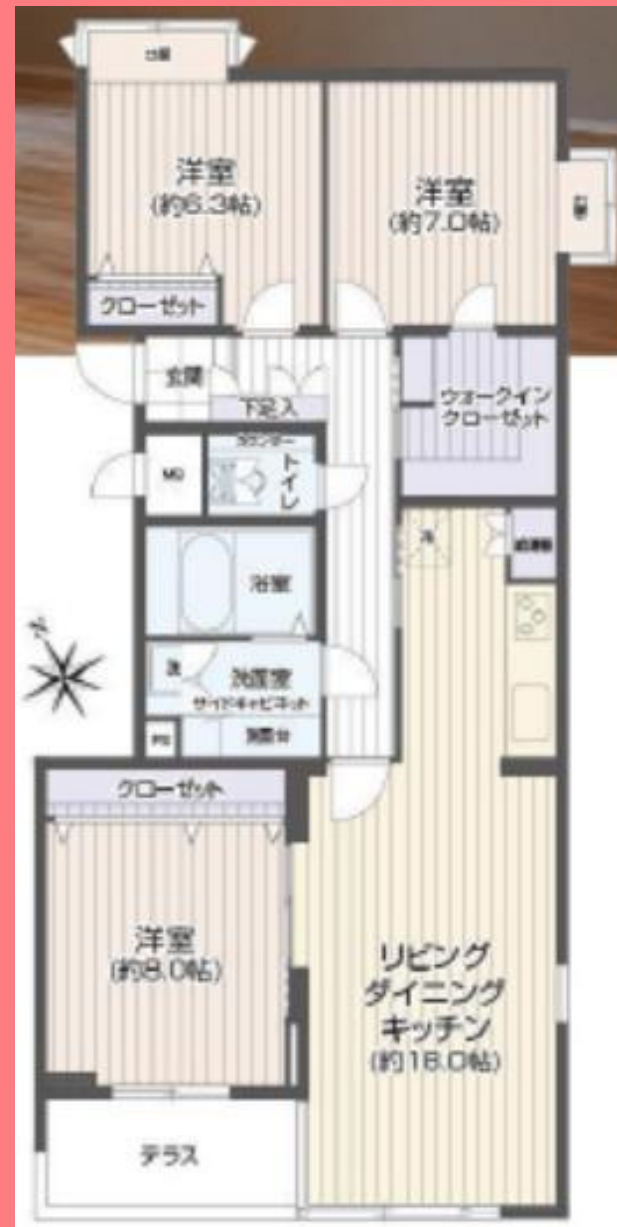 出窓
洋室
(約6.3帖)
洋室
(約7.0帖)
出窓
クローゼット
玄関
下足入
ウォークイン
クローゼット
MB
カウンター
トイレ
冷
浴室
洗
洗面室
サイドキャビネット
洗面台
PS
N
クローゼット
洋室
(約8.0帖)
リビング
ダイニング
キッチン
(約18.0帖)
テラス